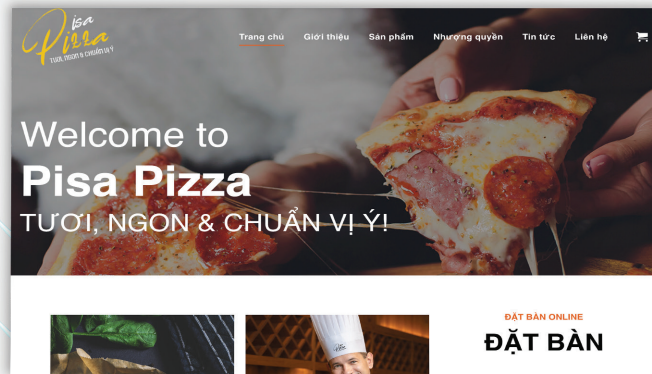 isa
Pizza
TƯƠI, NGON & CHUẨN VỊ Ý
Trang chủ Giới thiệu Sản phẩm Nhượng quyền Tin tức Liên hệ
Welcome to
Pisa Pizza
TƯƠI, NGON & CHUẨN VỊ Ý!
ĐẶT BÀN ONLINE
ĐẶT BÀN